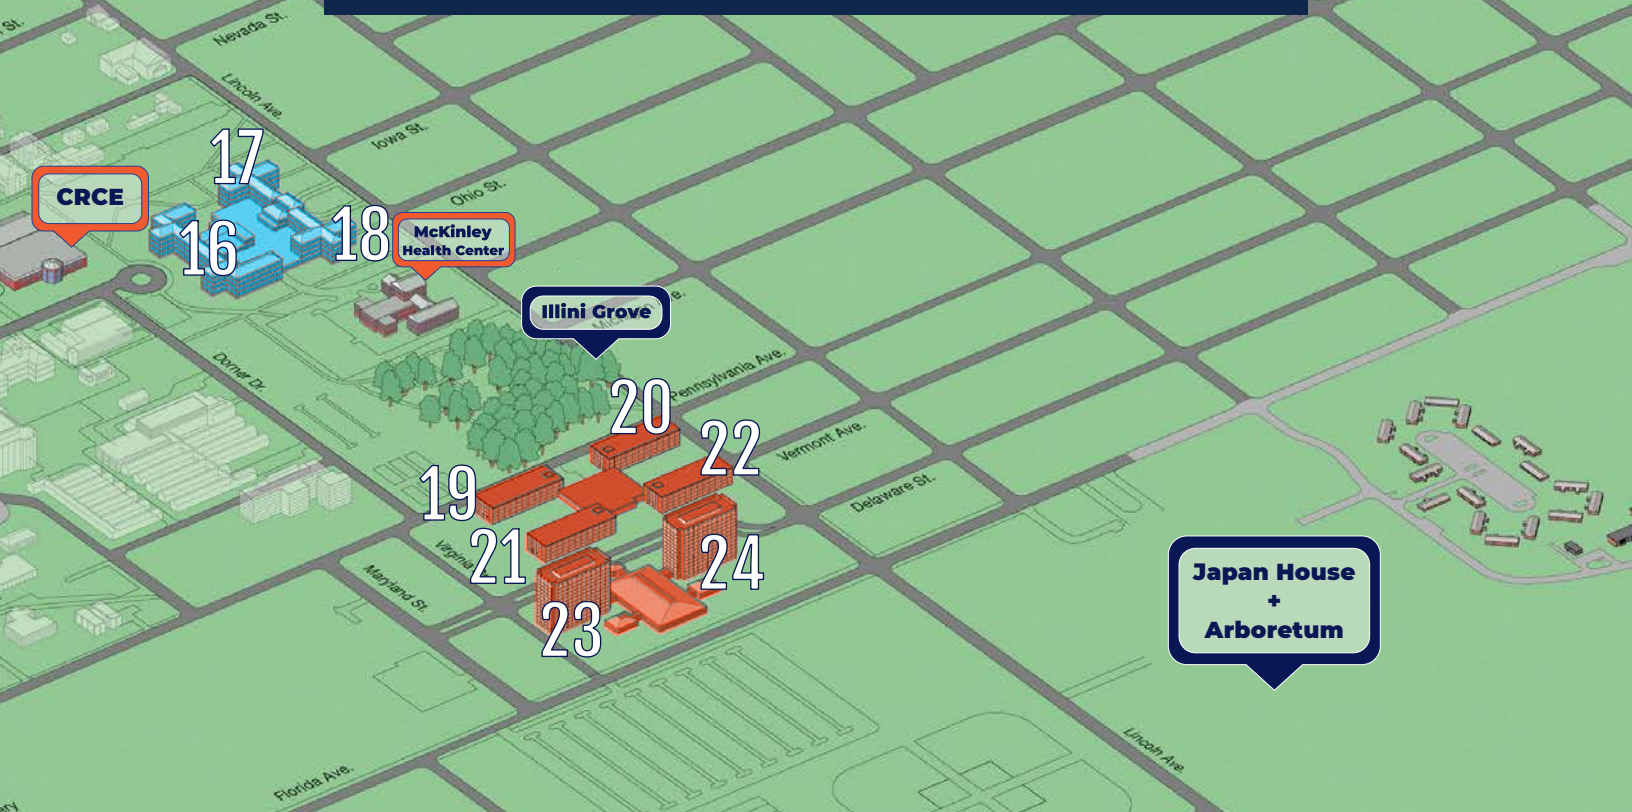 St.
Nevada St.
Lincoln Ave.
Iowa St.
17
CRCE
Ohio St.
16
18
McKinley
Health Center
Illini Grove
Dorner Dr.
Pennsylvania Ave.
20
22
Vermont Ave.
19
Delaware St.
21
Virginia
24
Maryland St.
23
Japan House
+
Arboretum
Lincoln Ave.
Florida Ave.